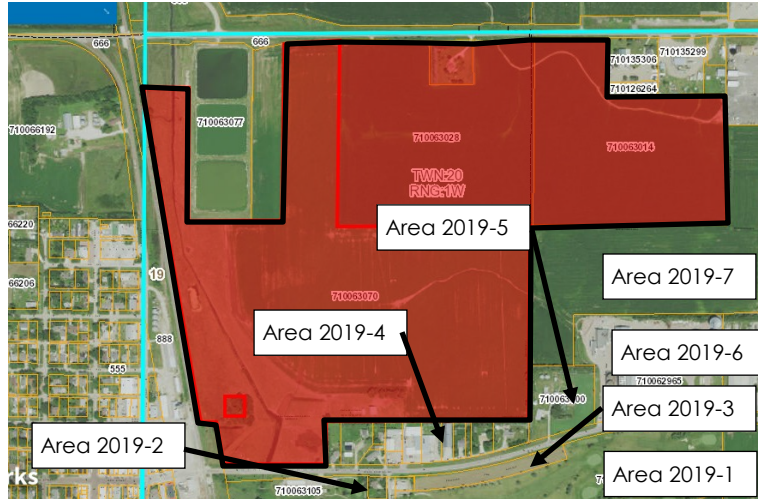 666
666
710135299
710135306
710126264
710066192
710063077
710063028
710063014
TWN:20
RNG:1W
66220
Area 2019-5
66206
19
Area 2019-7
710063070
888
Area 2019-4
Area 2019-6
555
710062965
Area 2019-3
Area 2019-2
Area 2019-1
rks
710063105